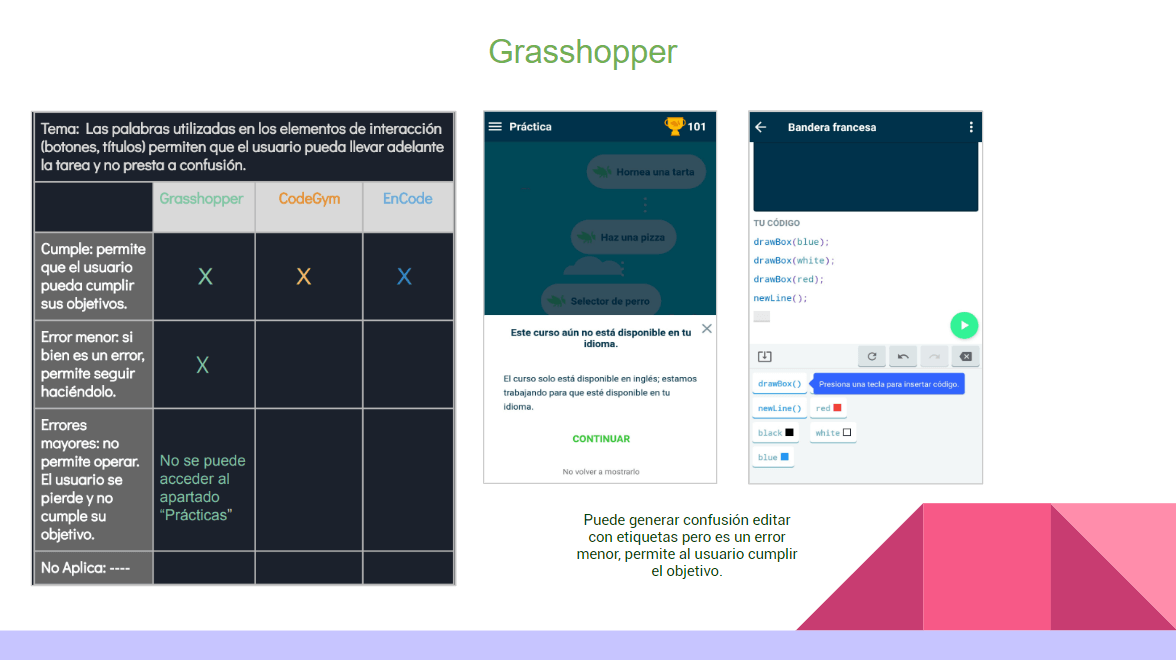 Grasshopper
Tema: Las palabras utilizadas en los elementos de interacción
(botones, títulos) permiten que el usuario pueda llevar adelante
la tarea y no presta a confusión.
Grasshopper CodeGym EnCode
Cumple: permite
que el usuario
pueda cumplir
sus objetivos.
X X X
Error menor: si
bien es un error,
permite seguir
haciéndolo.
X
Errores
mayores: no
permite operar.
El usuario se
pierde y no
cumple su
objetivo.
No se puede
acceder al
apartado
“Prácticas”
No Aplica: ----
Práctica 101
Hornea una tarta
Haz una pizza
Selector de perro
Este curso aún no está disponible en tu
idioma.
El curso solo está disponible en inglés; estamos
trabajando para que esté disponible en tu
idioma.
CONTINUAR
No volver a mostrarlo
Bandera francesa
TU CÓDIGO
drawBox(blue);
drawBox(white);
drawBox(red);
newLine();
drawBox() Presiona una tecla para insertar código.
newLine() red
black white
blue
Puede generar confusión editar
con etiquetas pero es un error
menor, permite al usuario cumplir
el objetivo.